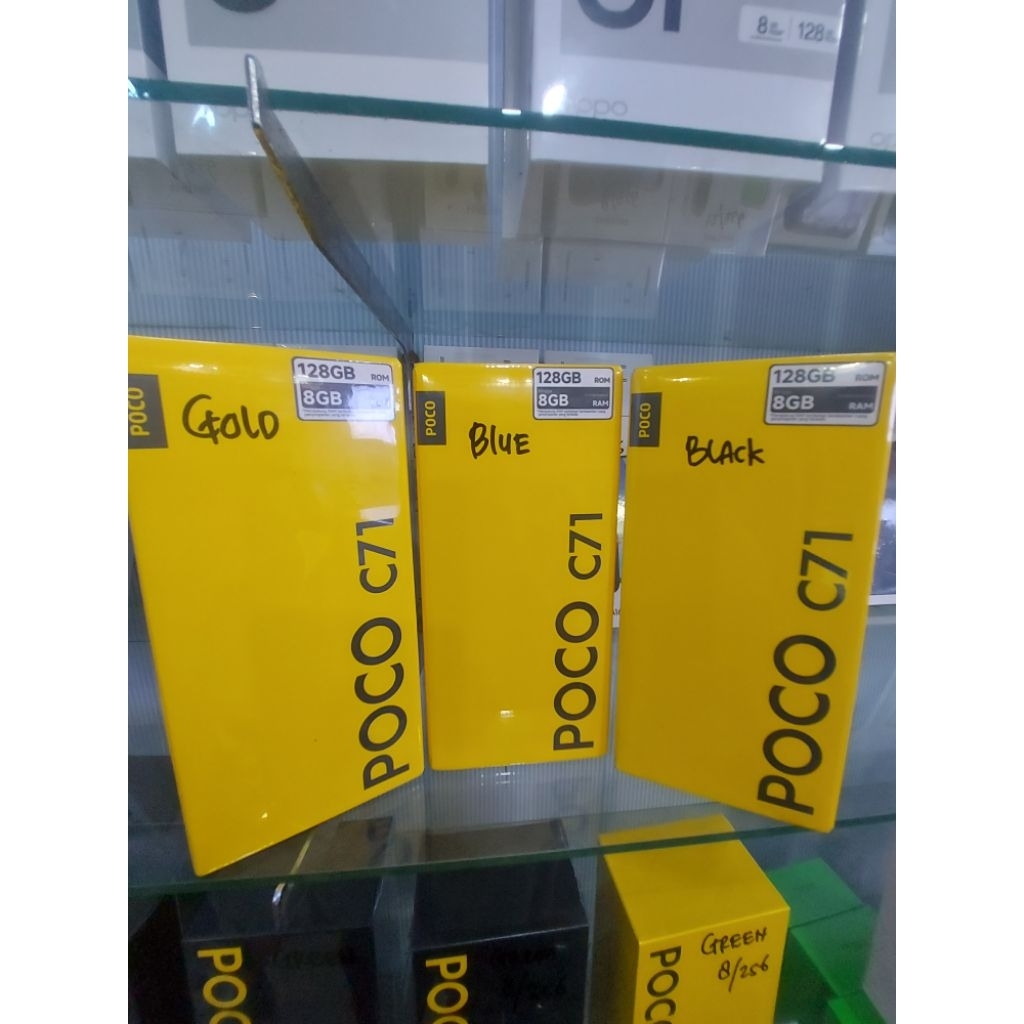 8
128
oppo
128GB ROM
8GB
POCO
GOLD
POCO C71
128GB ROM
8GB RAM
POCO
BLUE
POCO C71
128GB ROM
8GB RAM
POCO
BLACK
POCO C71
POCO
POCO
POCO
GREEN
8/256